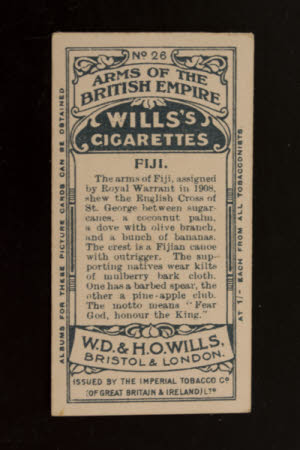 No 26
ARMS OF THE
BRITISH EMPIRE
WILLS'S
CIGARETTES
FIJI.
The arms of Fiji, assigned
by Royal Warrant in 1908,
shew the English Cross of
St. George between sugar-
canes, a cocoanut palm,
a dove with olive branch,
and a bunch of bananas.
The crest is a Fijian canoe
with outrigger. The sup-
porting natives wear kilts
of mulberry bark cloth.
One has a barbed spear, the
other a pine-apple club.
The motto means "Fear
God, honour the King."
W.D. & H.O. WILLS,
BRISTOL & LONDON.
ISSUED BY THE IMPERIAL TOBACCO Co
(OF GREAT BRITAIN & IRELAND) LTD
ALBUMS FOR THESE PICTURE CARDS CAN BE OBTAINED
AT 1/- EACH FROM ALL TOBACCONISTS